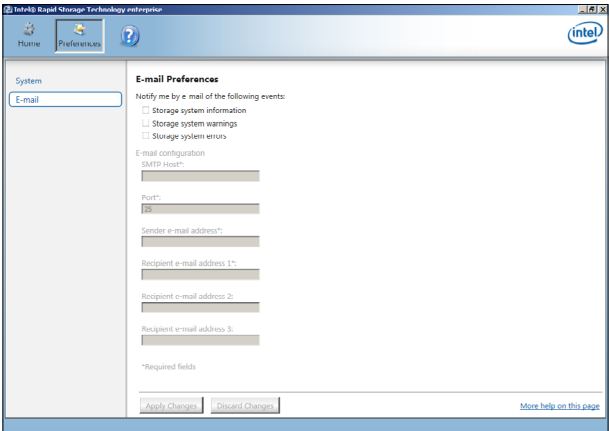 Intel® Rapid Storage Technology enterprise
Home
Preferences
?
intel
System
E-mail
E-mail Preferences
Notify me by e-mail of the following events:
Storage system information
Storage system warnings
Storage system errors
E-mail configuration
SMTP Host*:
Port*:
25
Sender e-mail address*:
Recipient e-mail address 1*:
Recipient e-mail address 2:
Recipient e-mail address 3:
*Required fields
Apply Changes
Discard Changes
More help on this page